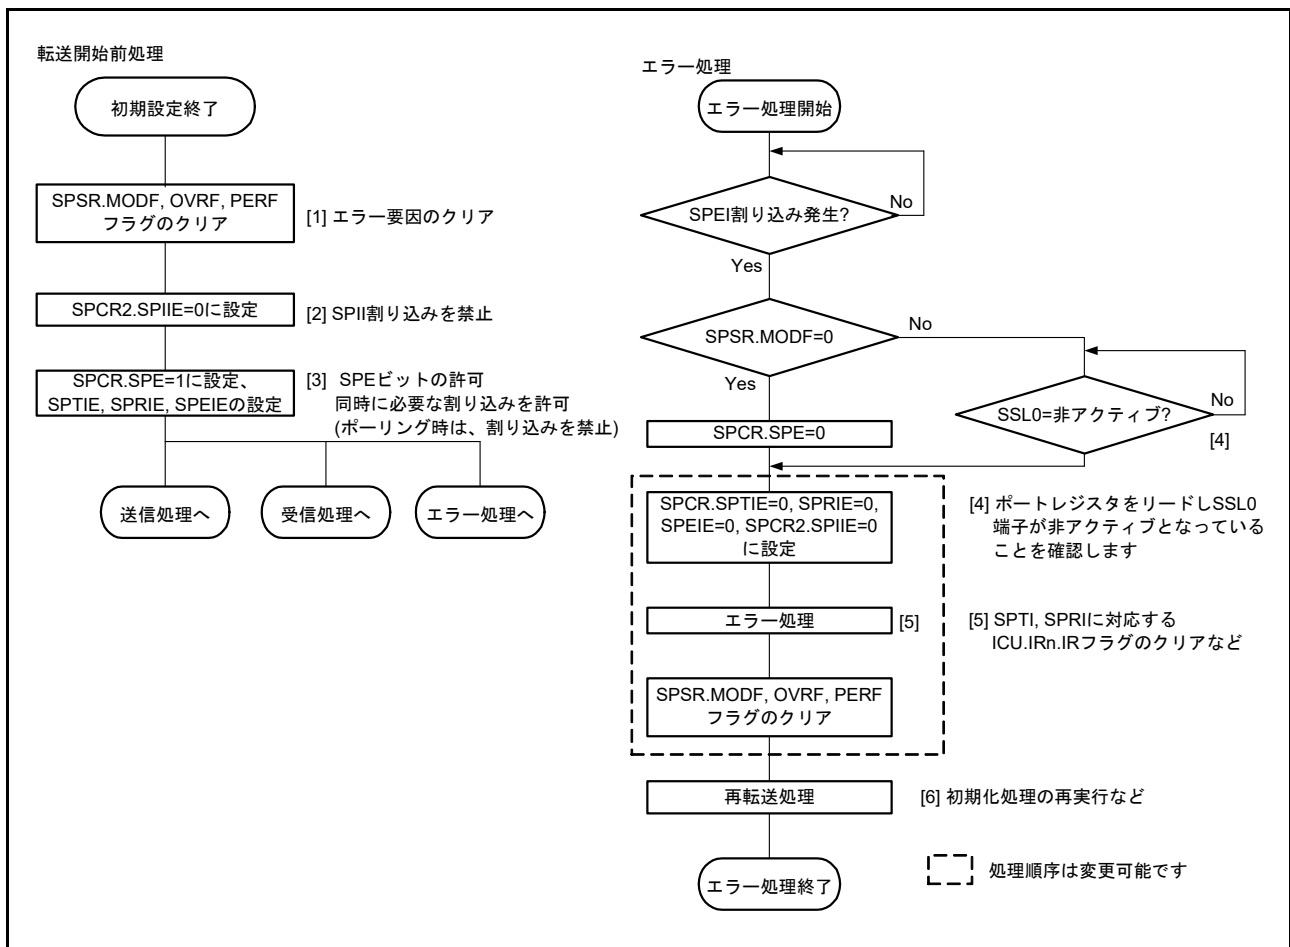 転送開始前処理
初期設定終了
SPSR.MODF, OVRF, PERF
フラグのクリア
[1] エラー要因のクリア
SPCR2.SPIIE=0に設定
[2] SPII割り込みを禁止
SPCR.SPE=1に設定、
SPTIE, SPRIE, SPEIEの設定
[3] SPEビットの許可
同時に必要な割り込みを許可
(ポーリング時は、割り込みを禁止)
送信処理へ
受信処理へ
エラー処理へ
エラー処理
エラー処理開始
SPEI割り込み発生?
No
Yes
SPSR.MODF=0
No
Yes
SSL0=非アクティブ?
No
[4]
SPCR.SPE=0
SPCR.SPTIE=0, SPRIE=0,
SPEIE=0, SPCR2.SPIIE=0
に設定
[4] ポートレジスタをリードしSSL0
端子が非アクティブとなっている
ことを確認します
エラー処理
[5]
[5] SPTI, SPRIに対応する
ICU.IRn.IRフラグのクリアなど
SPSR.MODF, OVRF, PERF
フラグのクリア
再転送処理
[6] 初期化処理の再実行など
エラー処理終了
処理順序は変更可能です